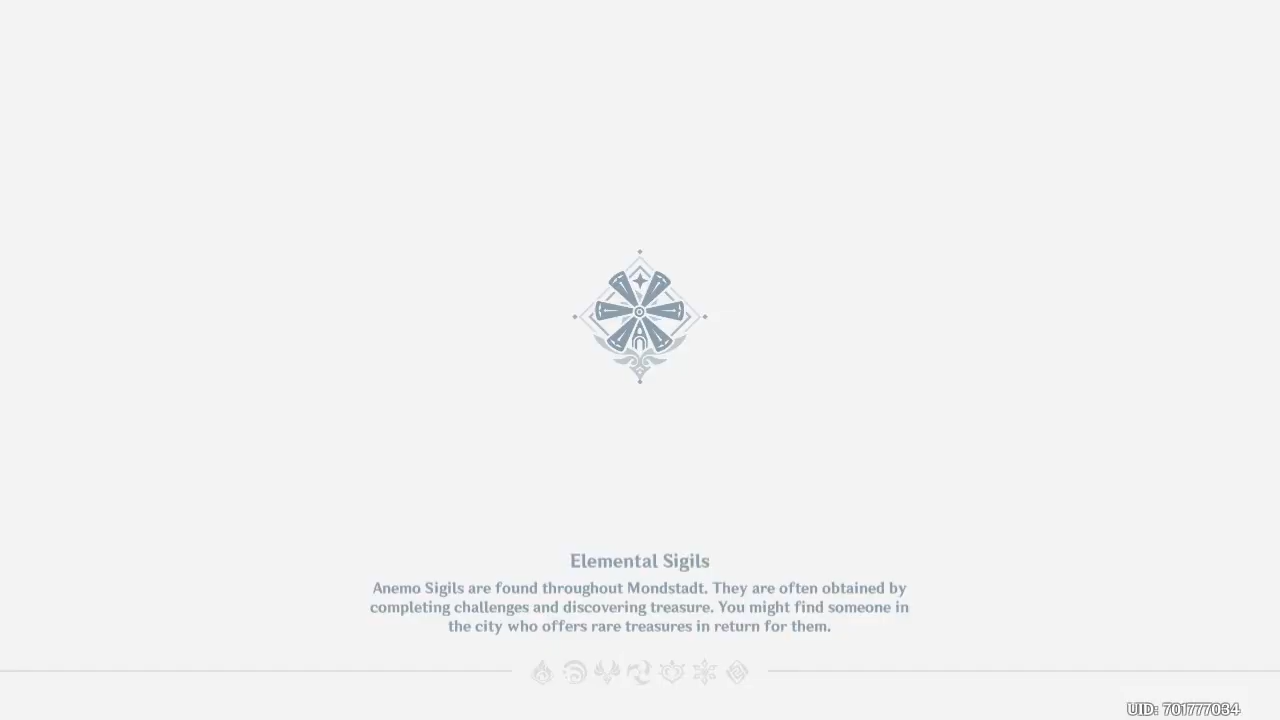 Elemental Sigils
Anemo Sigils are found throughout Mondstadt. They are often obtained by
completing challenges and discovering treasure. You might find someone in
the city who offers rare treasures in return for them.
UID: 701777034